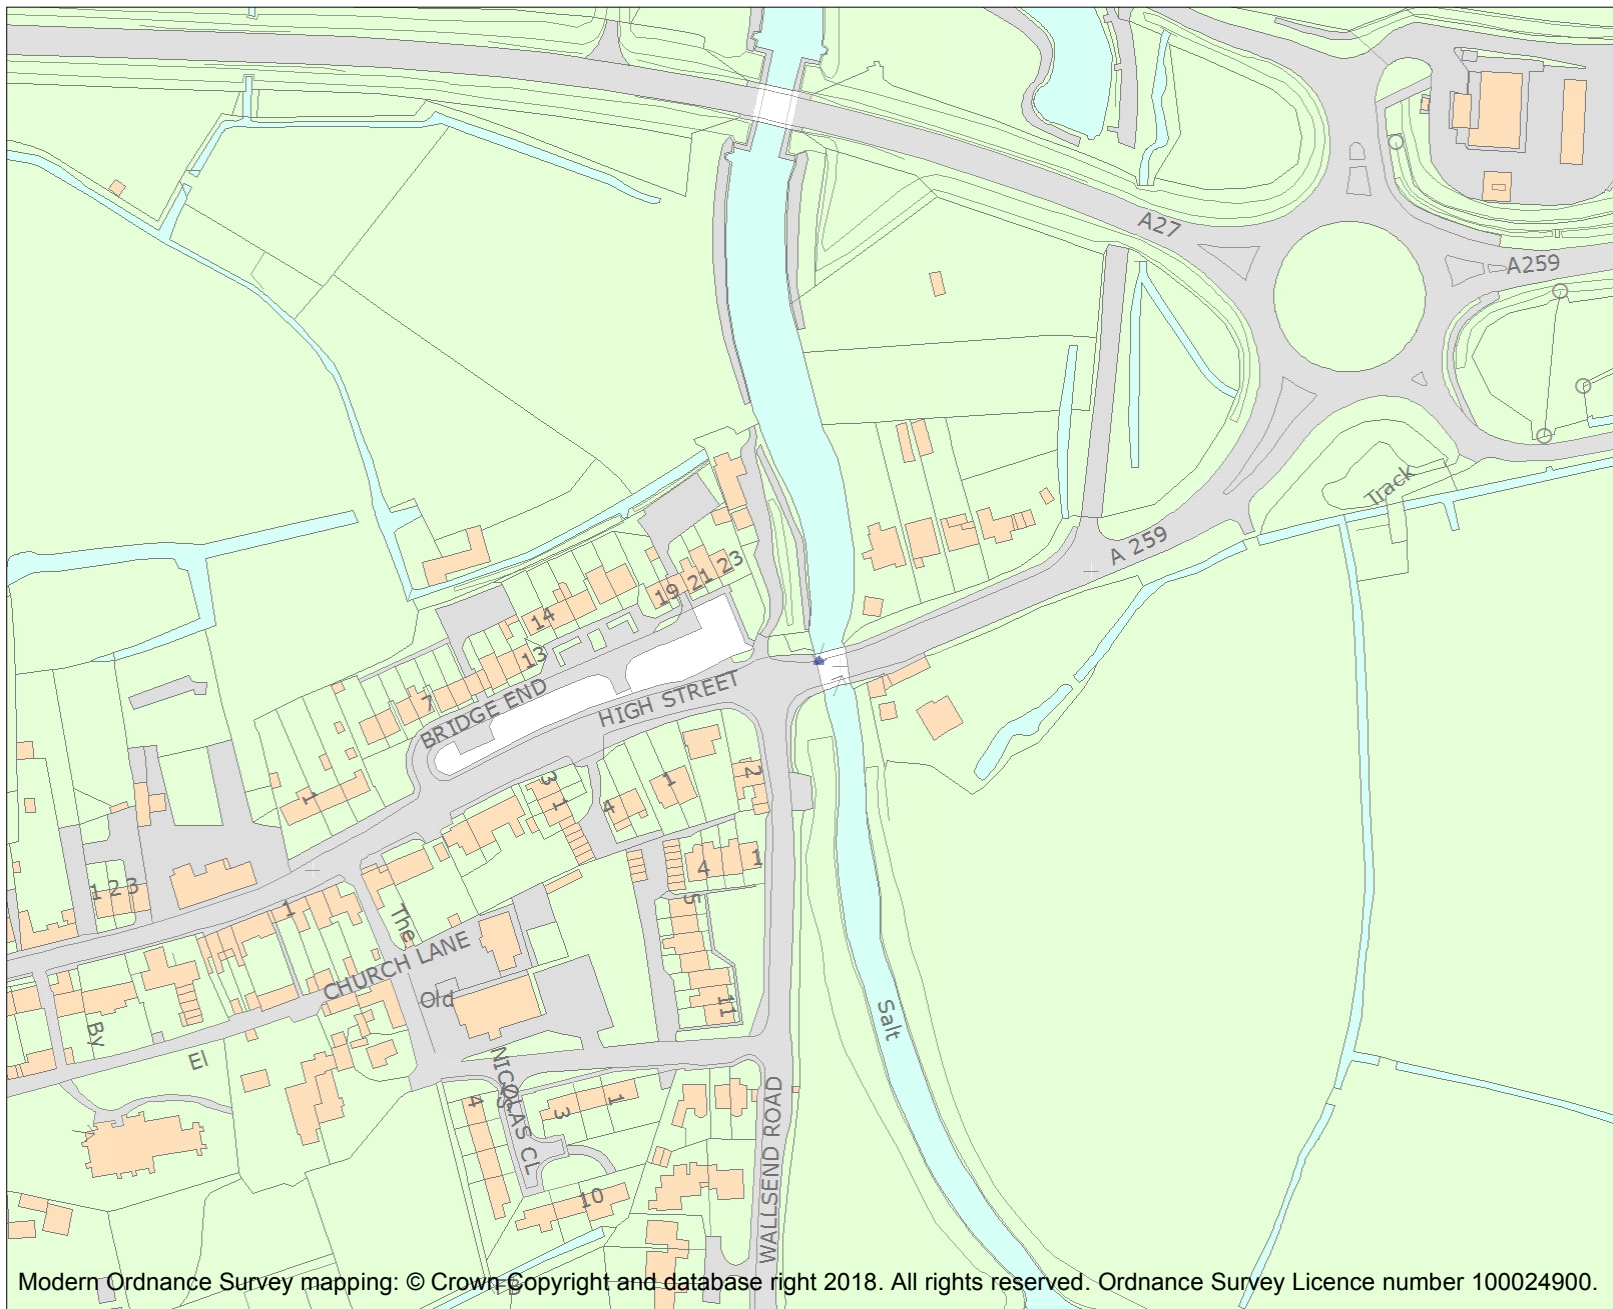 A27
A259
Track
A 259
19 21 23
14
13
7
BRIDGE END
HIGH STREET
1
3
1
4
1
2
1 2 3
1
The
4
1
5
CHURCH LANE
Old
11
By
El
Salt
NICOLAS CL
4
3
1
10
WALLSEND ROAD
Modern Ordnance Survey mapping: © Crown Copyright and database right 2018. All rights reserved. Ordnance Survey Licence number 100024900.